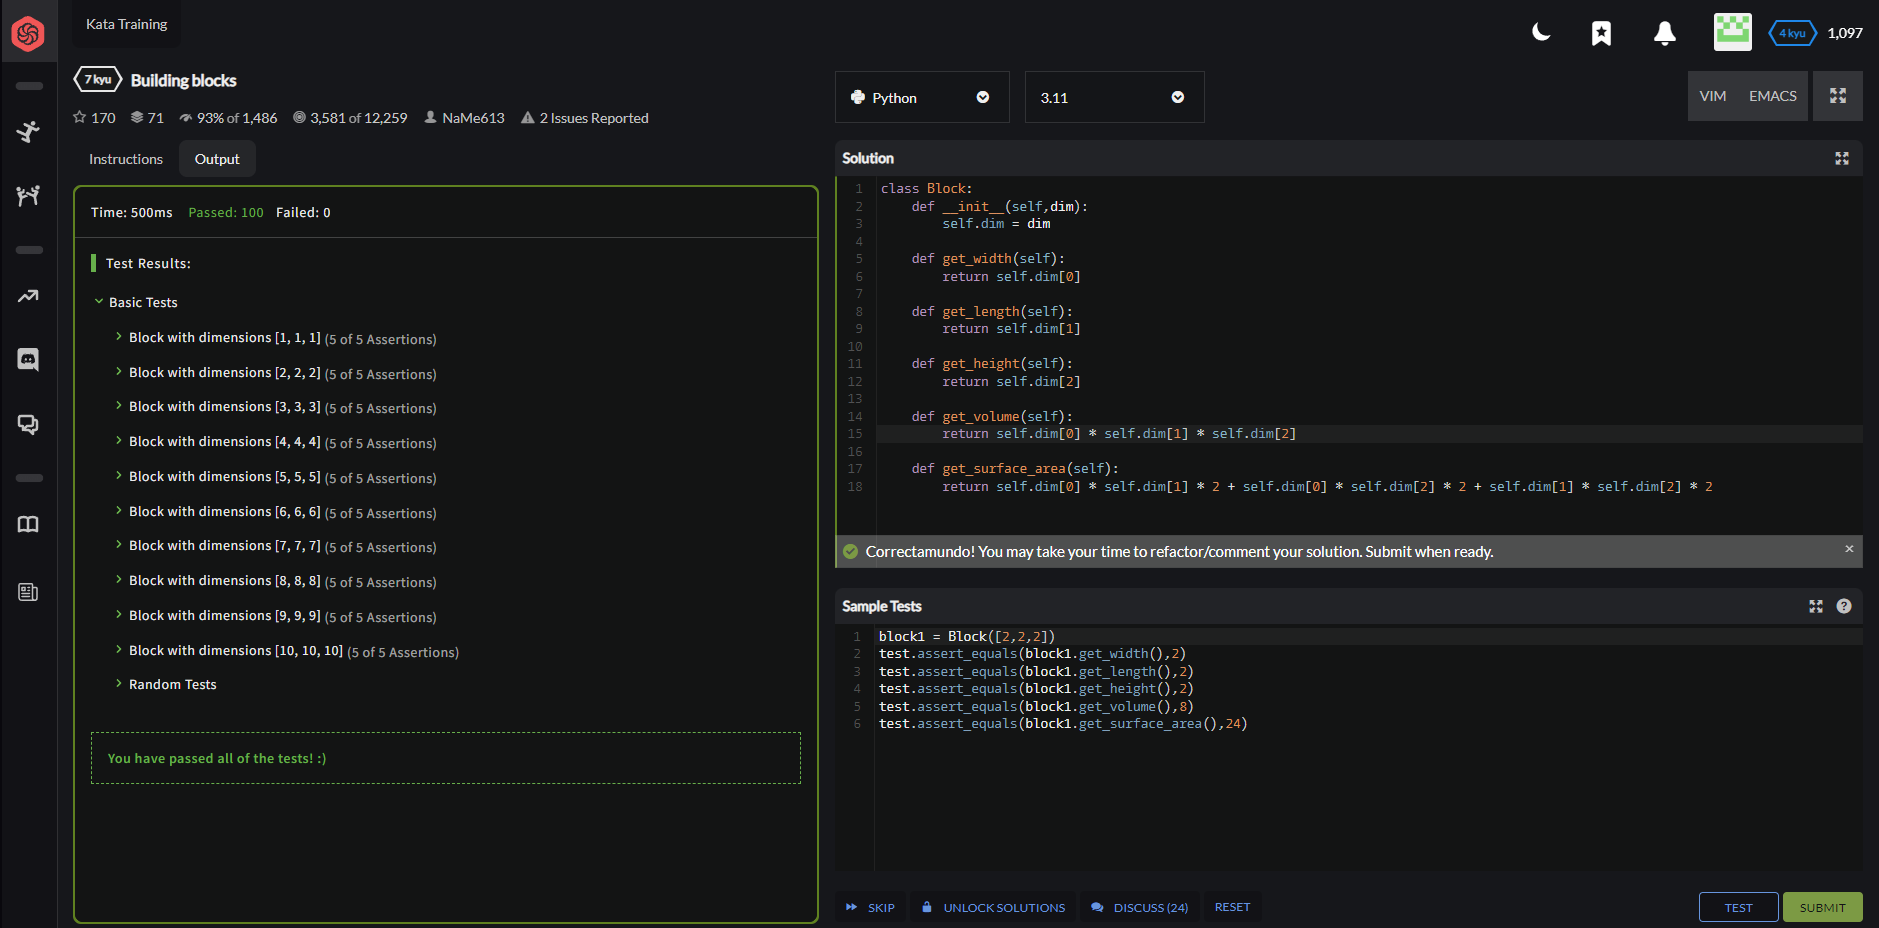 Kata Training
4 kyu
1,097
7 kyu
Building blocks
170
71
93% of 1,486
3,581 of 12,259
NaMe613
2 Issues Reported
Instructions
Output
Time: 500ms Passed: 100 Failed: 0
Test Results:
Basic Tests
Block with dimensions [1, 1, 1] (5 of 5 Assertions)
Block with dimensions [2, 2, 2] (5 of 5 Assertions)
Block with dimensions [3, 3, 3] (5 of 5 Assertions)
Block with dimensions [4, 4, 4] (5 of 5 Assertions)
Block with dimensions [5, 5, 5] (5 of 5 Assertions)
Block with dimensions [6, 6, 6] (5 of 5 Assertions)
Block with dimensions [7, 7, 7] (5 of 5 Assertions)
Block with dimensions [8, 8, 8] (5 of 5 Assertions)
Block with dimensions [9, 9, 9] (5 of 5 Assertions)
Block with dimensions [10, 10, 10] (5 of 5 Assertions)
Random Tests
You have passed all of the tests! :)
Python
3.11
VIM
EMACS
Solution
1 class Block:
2     def __init__(self,dim):
3         self.dim = dim
4
5     def get_width(self):
6         return self.dim[0]
7
8     def get_length(self):
9         return self.dim[1]
10
11     def get_height(self):
12         return self.dim[2]
13
14     def get_volume(self):
15         return self.dim[0] * self.dim[1] * self.dim[2]
16
17     def get_surface_area(self):
18         return self.dim[0] * self.dim[1] * 2 + self.dim[0] * self.dim[2] * 2 + self.dim[1] * self.dim[2] * 2
Correctamundo! You may take your time to refactor/comment your solution. Submit when ready.
×
Sample Tests
?
1 block1 = Block([2,2,2])
2 test.assert_equals(block1.get_width(),2)
3 test.assert_equals(block1.get_length(),2)
4 test.assert_equals(block1.get_height(),2)
5 test.assert_equals(block1.get_volume(),8)
6 test.assert_equals(block1.get_surface_area(),24)
SKIP
UNLOCK SOLUTIONS
DISCUSS (24)
RESET
TEST
SUBMIT